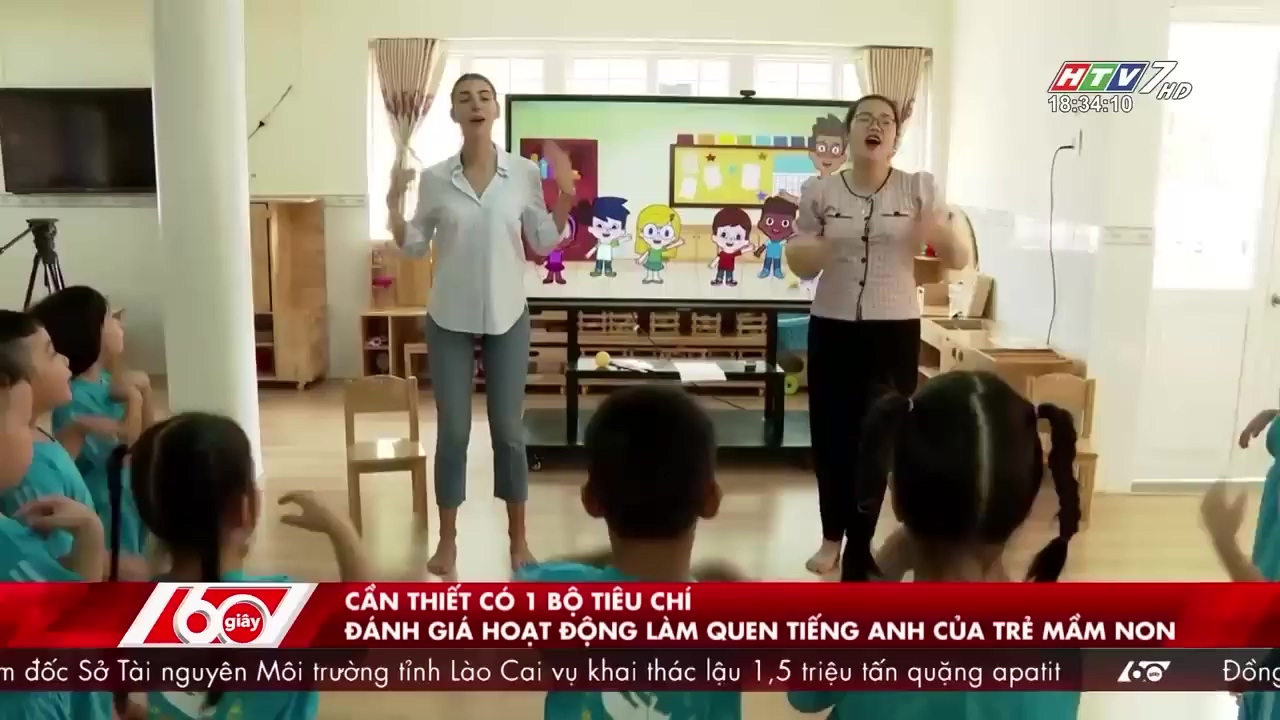 HTV7 HD
18:34:10
60 giây
CẦN THIẾT CÓ 1 BỘ TIÊU CHÍ
ĐÁNH GIÁ HOẠT ĐỘNG LÀM QUEN TIẾNG ANH CỦA TRẺ MẦM NON
đốc Sở Tài nguyên Môi trường tỉnh Lào Cai vụ khai thác lậu 1,5 triệu tấn quặng apatit